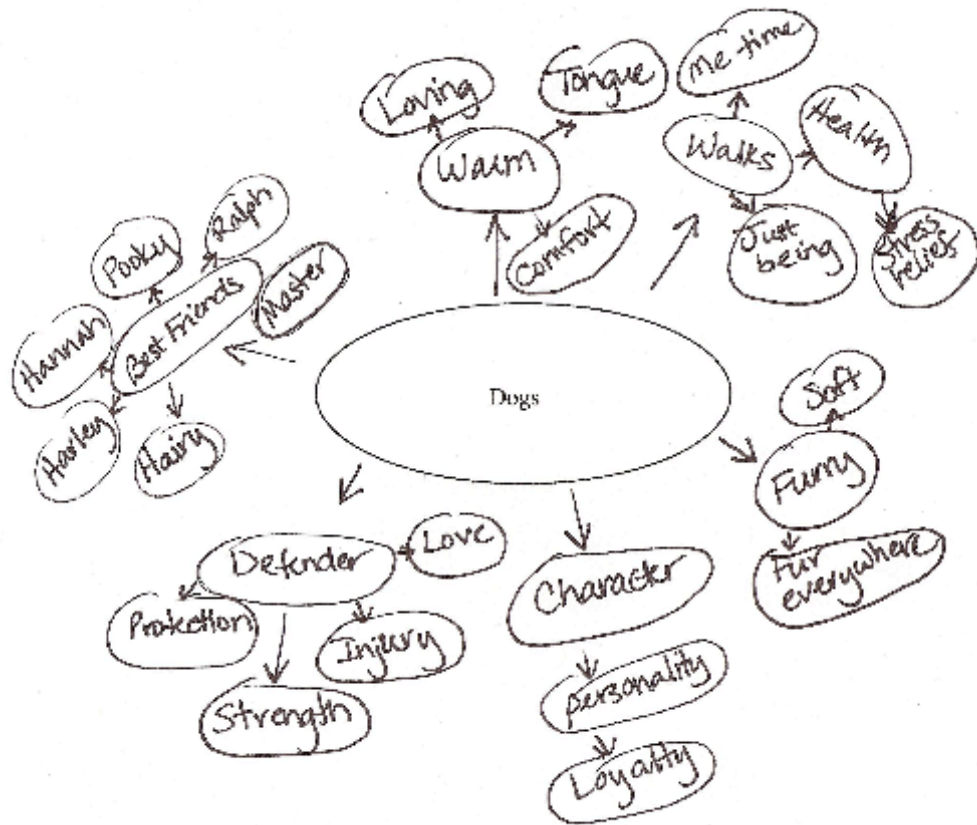 Loving
Tongue
me time
Warm
Walks
Health
Comfort
Just
being
Stress
relief
Ralph
Pooky
Best Friends
Master
Hannah
Harley
Hairy
Dogs
Soft
Furry
Fur
everywhere
Defender
Love
Protection
Injury
Strength
Character
personality
Loyalty